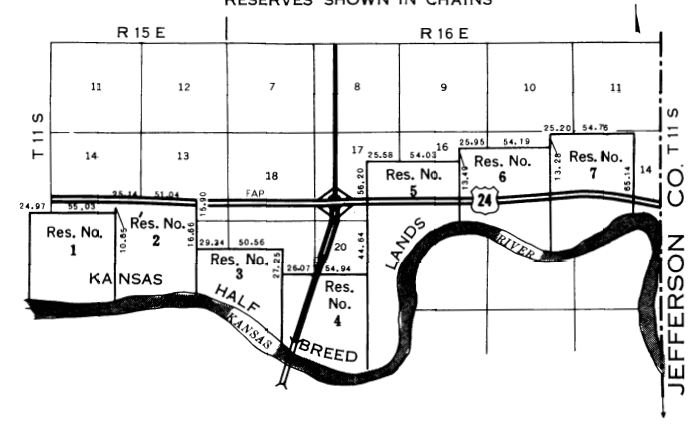 RESERVES SHOWN IN CHAINS
R 15 E
R 16 E
11
12
7
8
9
10
11
T 11 S
T 11 S
14
13
18
17
16
14
25.20 54.76
25.95 54.19
25.58 54.03
13.49
13.28
65.14
56.20
Res. No.
5
Res. No.
6
Res. No.
7
25.14 51.04
15.90
FAP
24
24.97 55.03
10.65
16.66
Res. No.
1
Res. No.
2
29.24 50.56
27.25
Res. No.
3
20
44.64
26.07 54.94
Res.
No.
4
KANSAS
HALF
BREED
LANDS
KANSAS
RIVER
JEFFERSON CO.